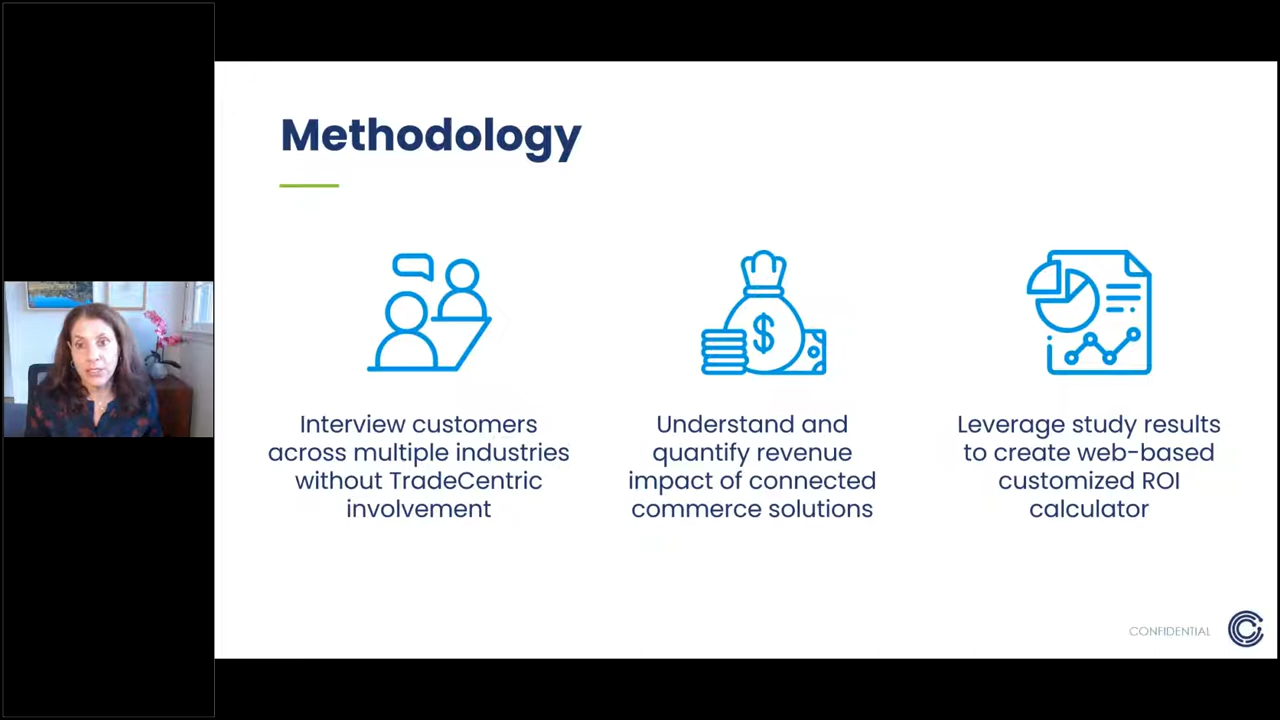 Methodology
Interview customers
across multiple industries
without TradeCentric
involvement
Understand and
quantify revenue
impact of connected
commerce solutions
Leverage study results
to create web-based
customized ROI
calculator
$
CONFIDENTIAL